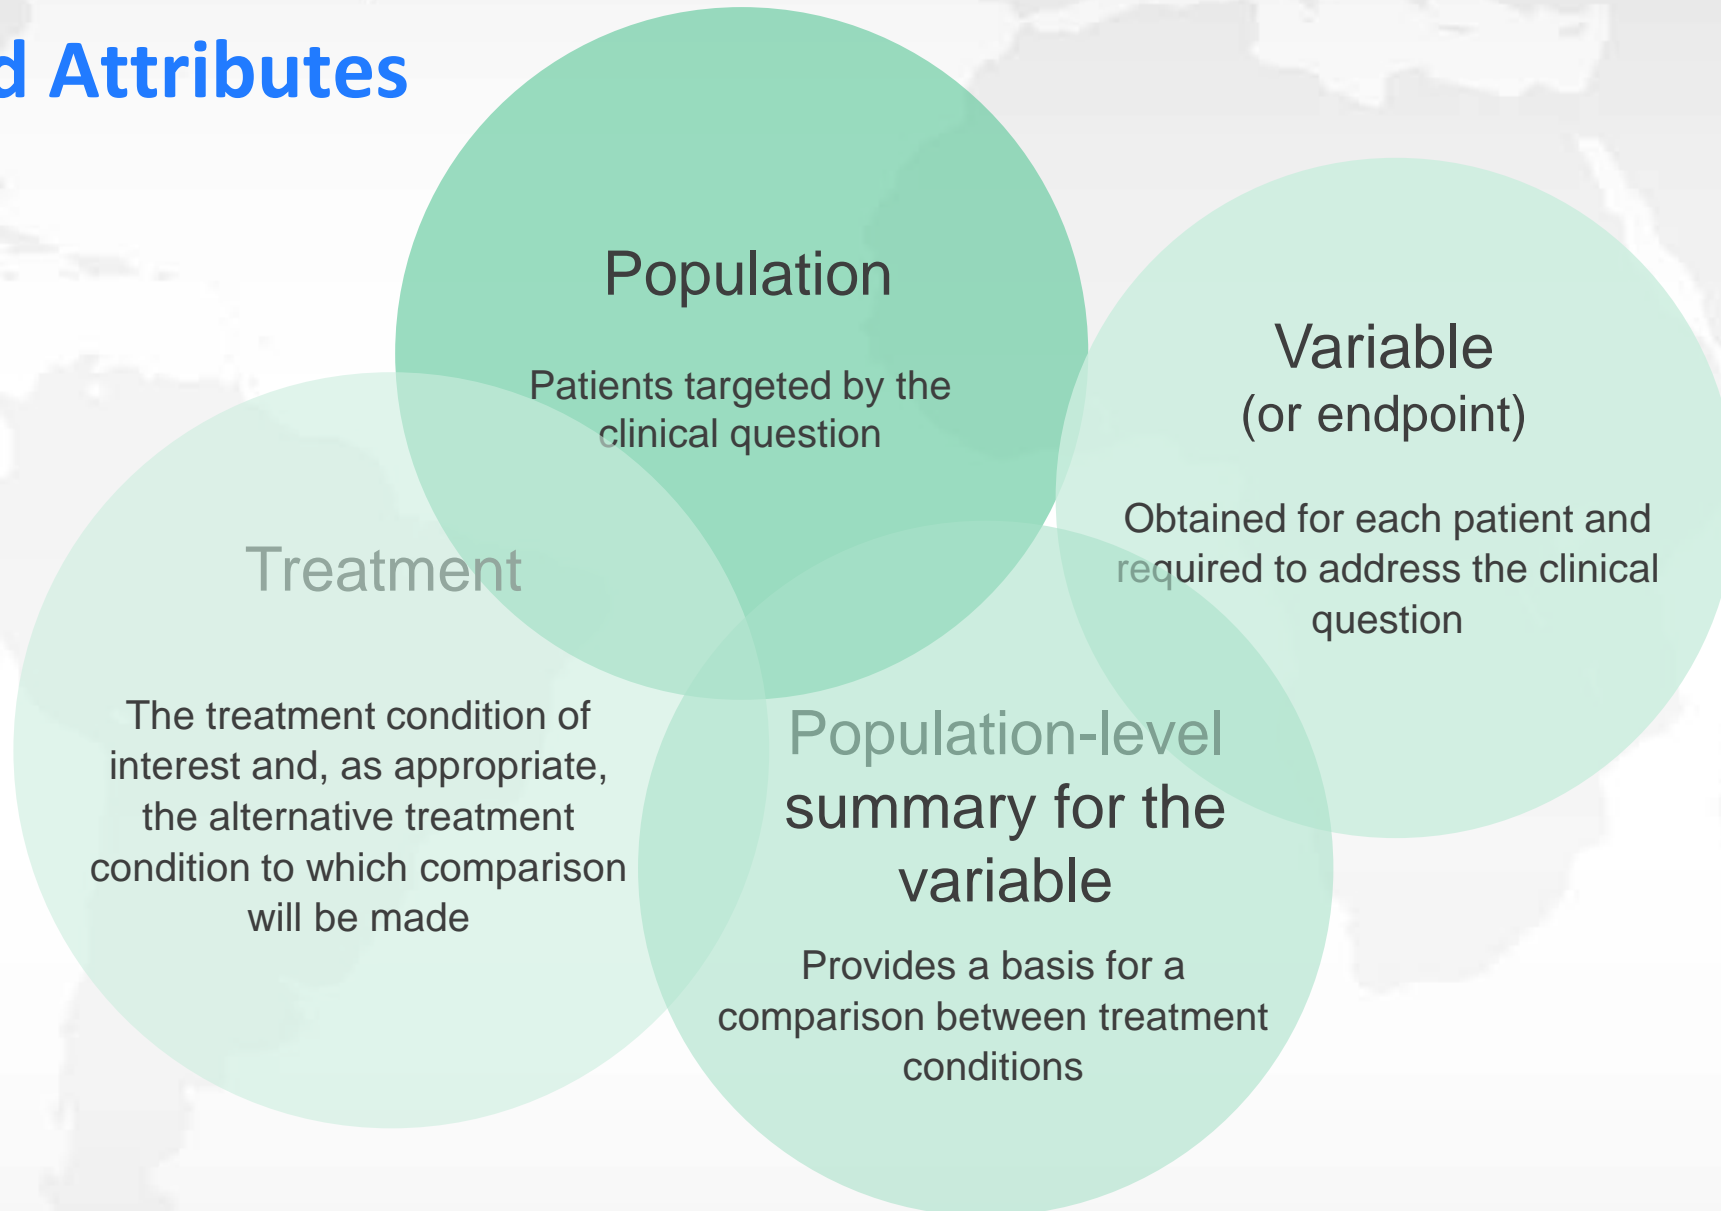 d Attributes
Population
Patients targeted by the
clinical question
Variable
(or endpoint)
Obtained for each patient and
required to address the clinical
question
Treatment
The treatment condition of
interest and, as appropriate,
the alternative treatment
condition to which comparison
will be made
Population-level
summary for the
variable
Provides a basis for a
comparison between treatment
conditions